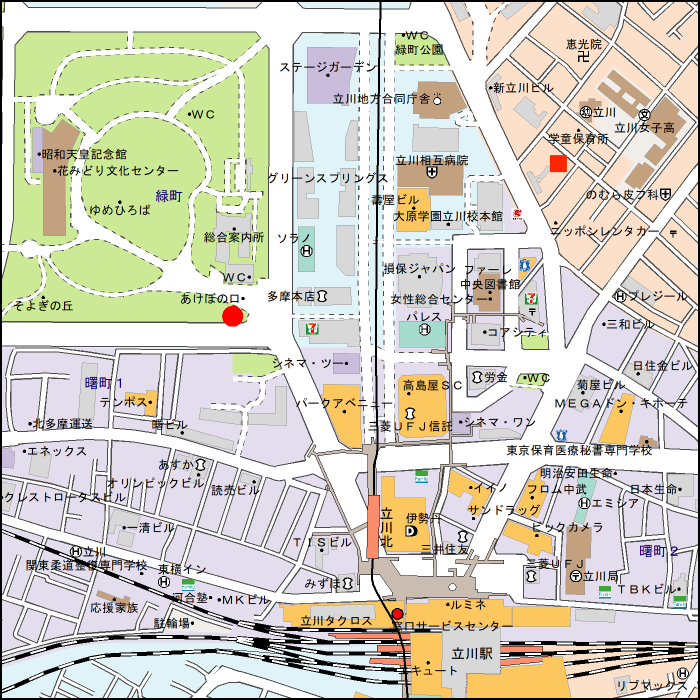 WC
緑町公園
恵光院
ステージガーデン
新立川ビル
立川地方合同庁舎
立川
WC
立川女子高
学童保育所
昭和天皇記念館
立川相互病院
花みどり文化センター
グリーンスプリングス
のむら皮フ科
緑町
壽屋ビル
ゆめひろば
大原学園立川校本館
ニッポンレンタカー
〒
総合案内所
ソラノ
損保ジャパン
ファーレ
WC
中央図書館
あけぼの口
多摩本店
女性総合センター
プレジール
そよぎの丘
パレス
〒
三和ビル
コアシティ
シネマ・ツー
日住金ビル
曙町1
高島屋SC
労金
WC
菊屋ビル
テンポス
パークアベニュー
MEGAドン・キホーテ
北多摩運送
曙ビル
三菱UFJ信託
シネマ・ワン
エネックス
東京保育医療秘書専門学校
あすか
オリンピックビル
読売ビル
明治安田生命
クレストロータスビル
イイノ
フロム中武
日本生命
エミシア
サンドラッグ
立川北
伊勢丹
一清ビル
ビックカメラ
TISビル
三井住友
曙町2
立川
関東柔道整復専門学校
東横イン
三菱UFJ
立川局
みずほ
TBKビル
応援家族
河合塾
MKビル
ルミネ
駐輪場
立川タクロス
窓口サービスセンター
立川駅
エキュート
リブマックス